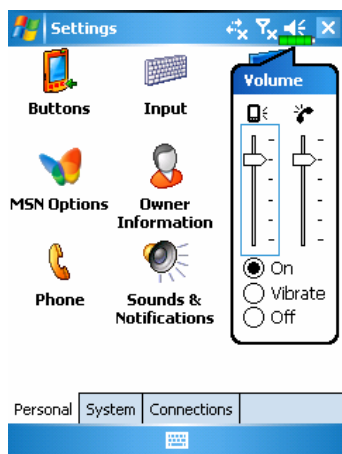 Settings
Volume
Buttons
Input
MSN Options
Owner
Information
On
Vibrate
Off
Phone
Sounds &
Notifications
Personal
System
Connections